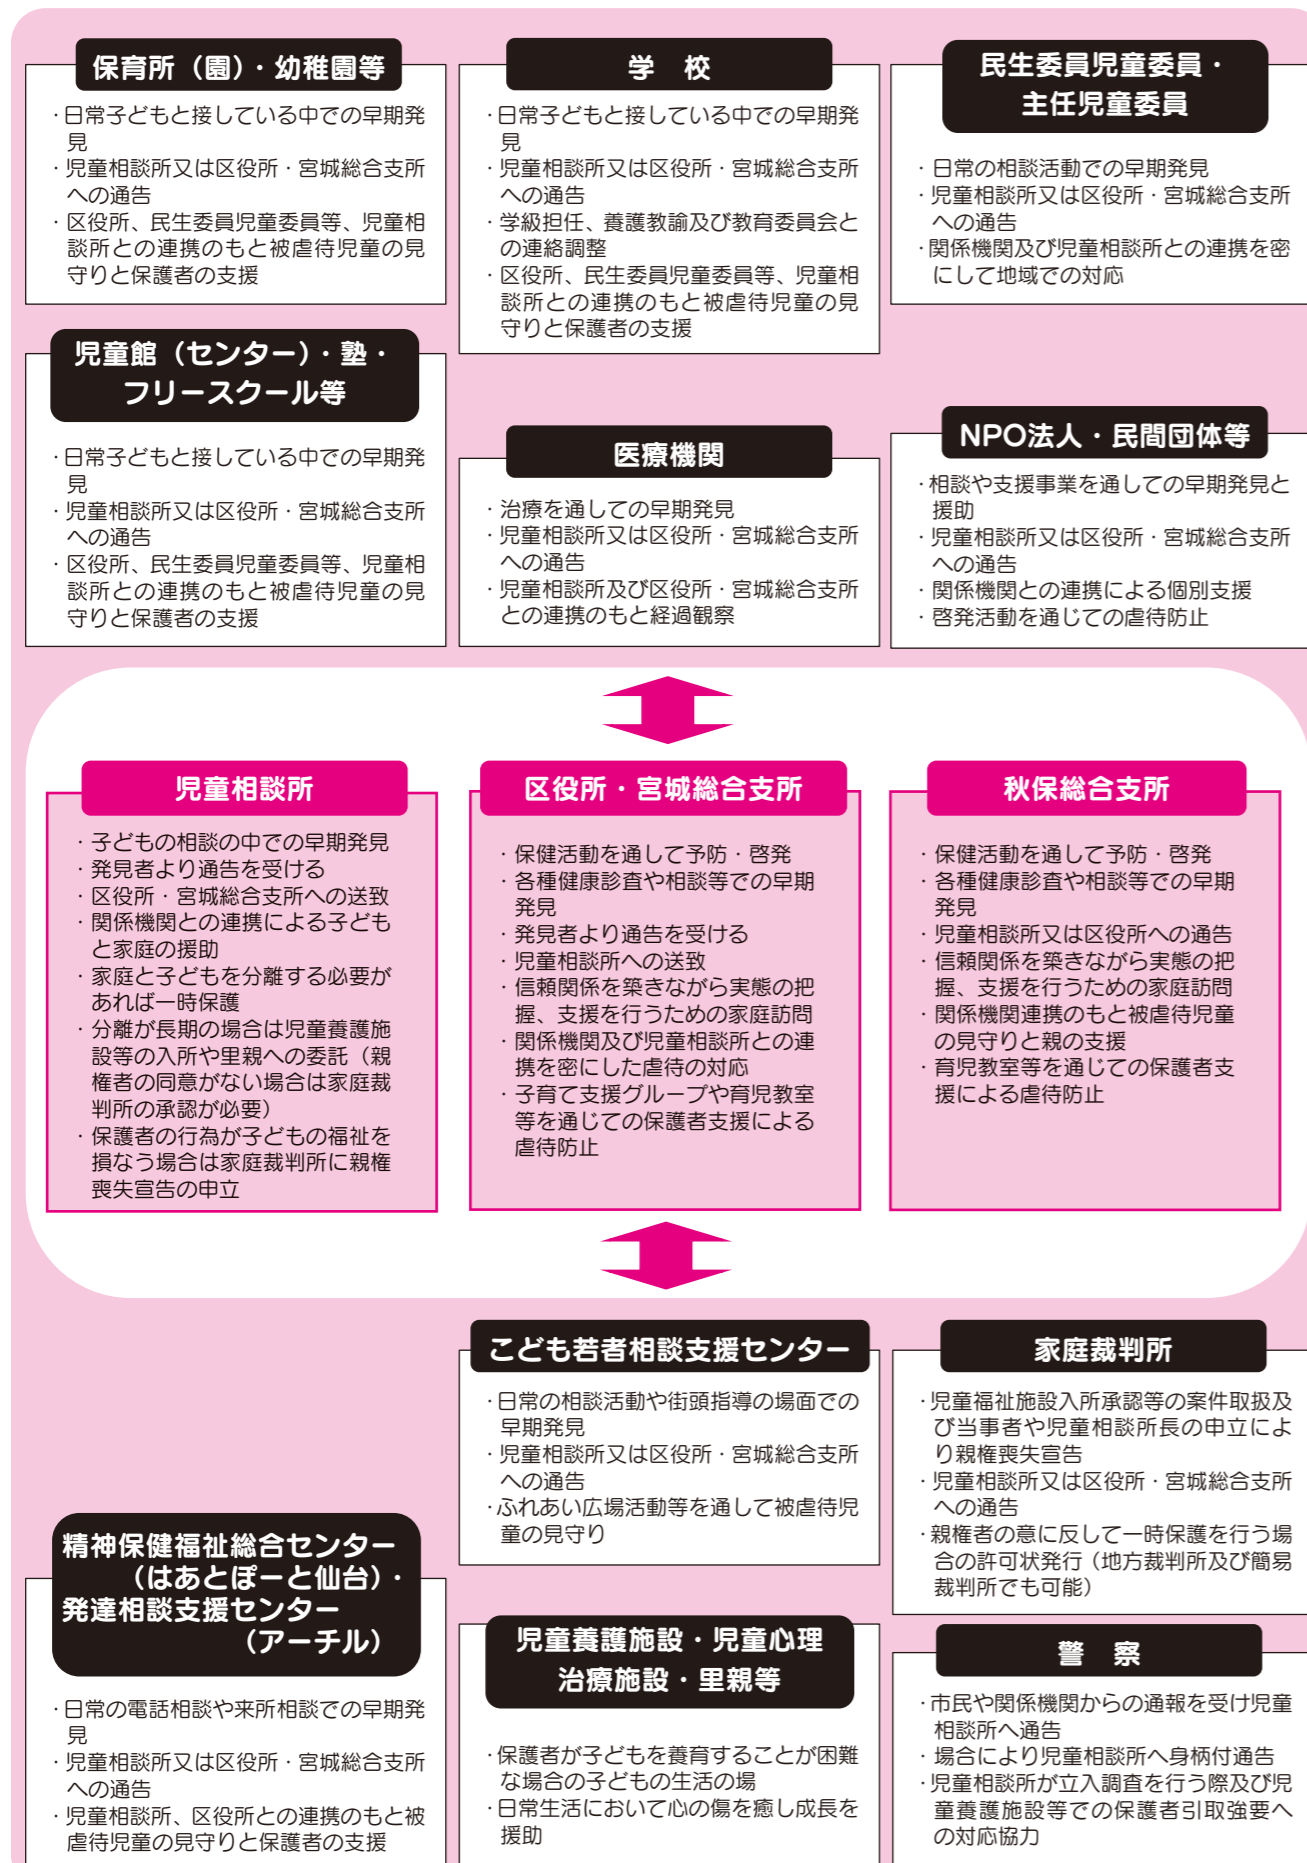 保育所（園）・幼稚園等
・日常子どもと接している中での早期発
見
・児童相談所又は区役所・宮城総合支所
への通告
・区役所、民生委員児童委員等、児童相
談所との連携のもと被虐待児童の見
守りと保護者の支援
学　校
・日常子どもと接している中での早期発
見
・児童相談所又は区役所・宮城総合支所
への通告
・学級担任、養護教諭及び教育委員会と
の連絡調整
・区役所、民生委員児童委員等、児童相
談所との連携のもと被虐待児童の見
守りと保護者の支援
民生委員児童委員・
主任児童委員
・日常の相談活動での早期発見
・児童相談所又は区役所・宮城総合支所
への通告
・関係機関及び児童相談所との連携を密
にして地域での対応
児童館（センター）・塾・
フリースクール等
・日常子どもと接している中での早期発
見
・児童相談所又は区役所・宮城総合支所
への通告
・区役所、民生委員児童委員等、児童相
談所との連携のもと被虐待児童の見
守りと保護者の支援
医療機関
・治療を通しての早期発見
・児童相談所又は区役所・宮城総合支所
への通告
・児童相談所及び区役所・宮城総合支所
との連携のもと経過観察
NPO法人・民間団体等
・相談や支援事業を通しての早期発見と
援助
・児童相談所又は区役所・宮城総合支所
への通告
・関係機関との連携による個別支援
・啓発活動を通じての虐待防止
児童相談所
・子どもの相談の中での早期発見
・発見者より通告を受ける
・区役所・宮城総合支所への送致
・関係機関との連携による子ども
と家庭の援助
・家庭と子どもを分離する必要が
あれば一時保護
・分離が長期の場合は児童養護施
設等の入所や里親への委託（親
権者の同意がない場合は家庭裁
判所の承認が必要）
・保護者の行為が子どもの福祉を
損なう場合は家庭裁判所に親権
喪失宣告の申立
区役所・宮城総合支所
・保健活動を通して予防・啓発
・各種健康診査や相談等での早期
発見
・発見者より通告を受ける
・児童相談所への送致
・信頼関係を築きながら実態の把
握、支援を行うための家庭訪問
・関係機関及び児童相談所との連
携を密にした虐待の対応
・子育て支援グループや育児教室
等を通じての保護者支援による
虐待防止
秋保総合支所
・保健活動を通して予防・啓発
・各種健康診査や相談等での早期
発見
・児童相談所又は区役所への通告
・信頼関係を築きながら実態の把
握、支援を行うための家庭訪問
・関係機関連携のもと被虐待児童
の見守りと親の支援
・育児教室等を通じての保護者支
援による虐待防止
こども若者相談支援センター
・日常の相談活動や街頭指導の場面での
早期発見
・児童相談所又は区役所・宮城総合支所
への通告
・ふれあい広場活動等を通して被虐待児
童の見守り
家庭裁判所
・児童福祉施設入所承認等の案件取扱及
び当事者や児童相談所長の申立によ
り親権喪失宣告
・児童相談所又は区役所・宮城総合支所
への通告
・親権者の意に反して一時保護を行う場
合の許可状発行（地方裁判所及び簡易
裁判所でも可能）
精神保健福祉総合センター
（はあとぽーと仙台）・
発達相談支援センター
（アーチル）
・日常の電話相談や来所相談での早期発
見
・児童相談所又は区役所・宮城総合支所
への通告
・児童相談所、区役所との連携のもと被
虐待児童の見守りと保護者の支援
児童養護施設・児童心理
治療施設・里親等
・保護者が子どもを養育することが困難
な場合の子どもの生活の場
・日常生活において心の傷を癒し成長を
援助
警　察
・市民や関係機関からの通報を受け児童
相談所へ通告
・場合により児童相談所へ身柄付通告
・児童相談所が立入調査を行う際及び児
童養護施設等での保護者引取強要へ
の対応協力